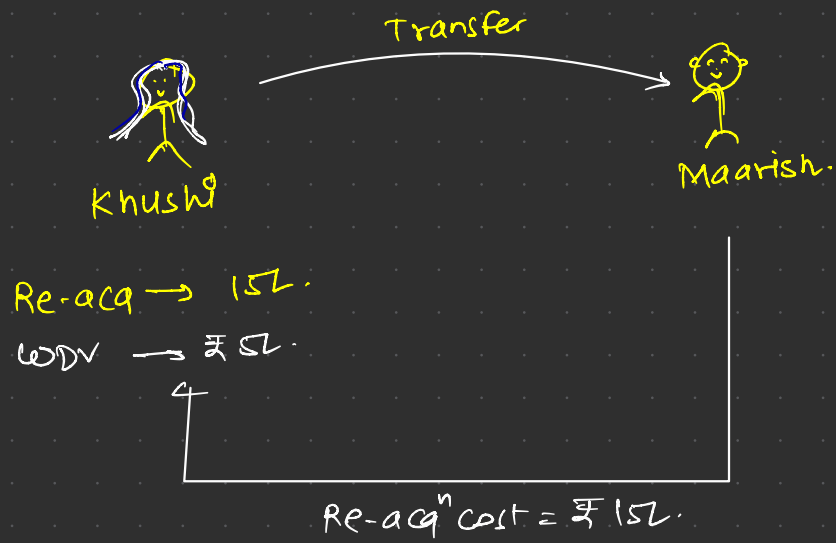 Transfer
Khushi
Maarish.
Re-acq → 15L.
WDV → ₹ 5L.
Re-acqⁿ cost = ₹ 15L.